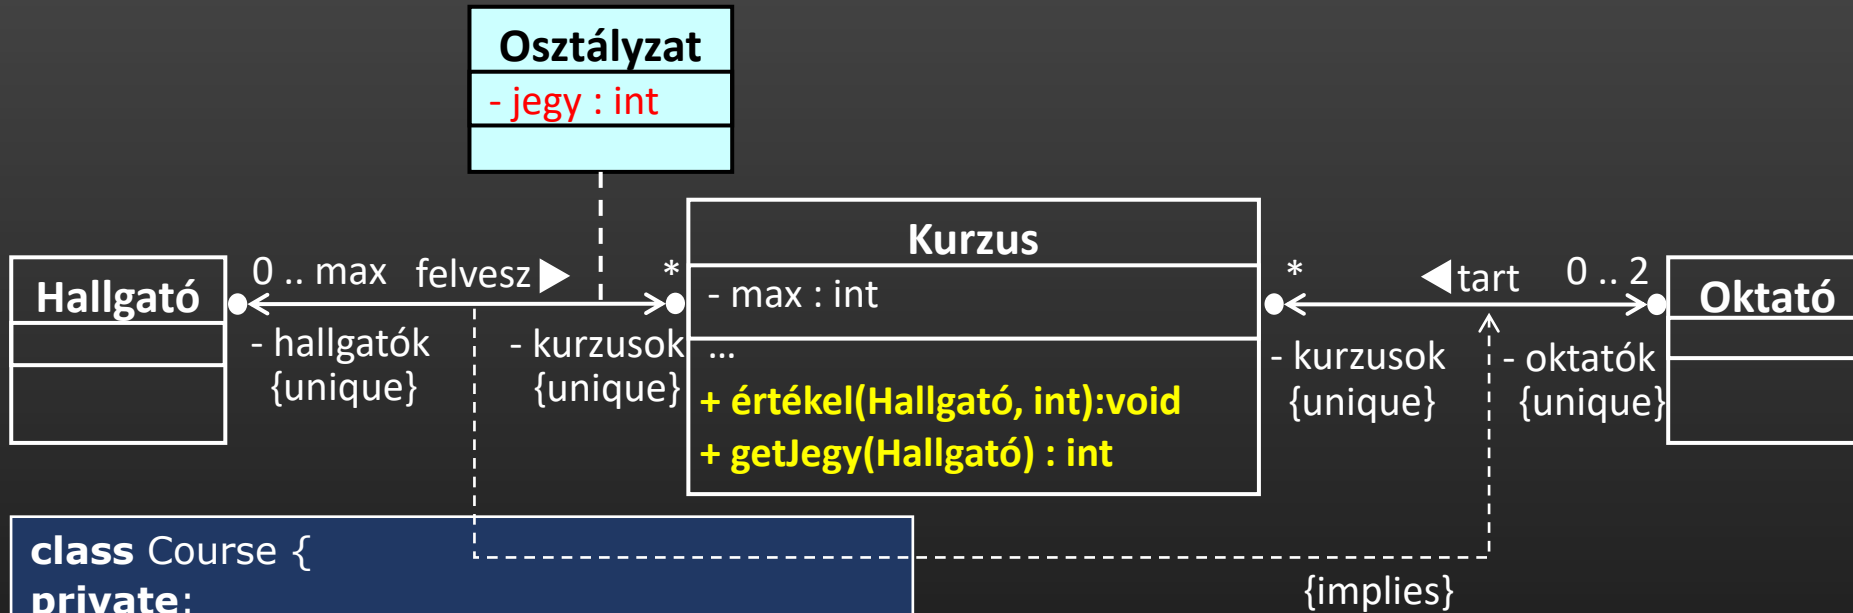 Osztályzat
- jegy : int
Hallgató
0 .. max
felvesz
*
- hallgatók
{unique}
- kurzusok
{unique}
Kurzus
- max : int
...
+ értékel(Hallgató, int):void
+ getJegy(Hallgató) : int
*
tart
0 .. 2
- kurzusok
{unique}
- oktatók
{unique}
Oktató
{implies}
class Course {
private: